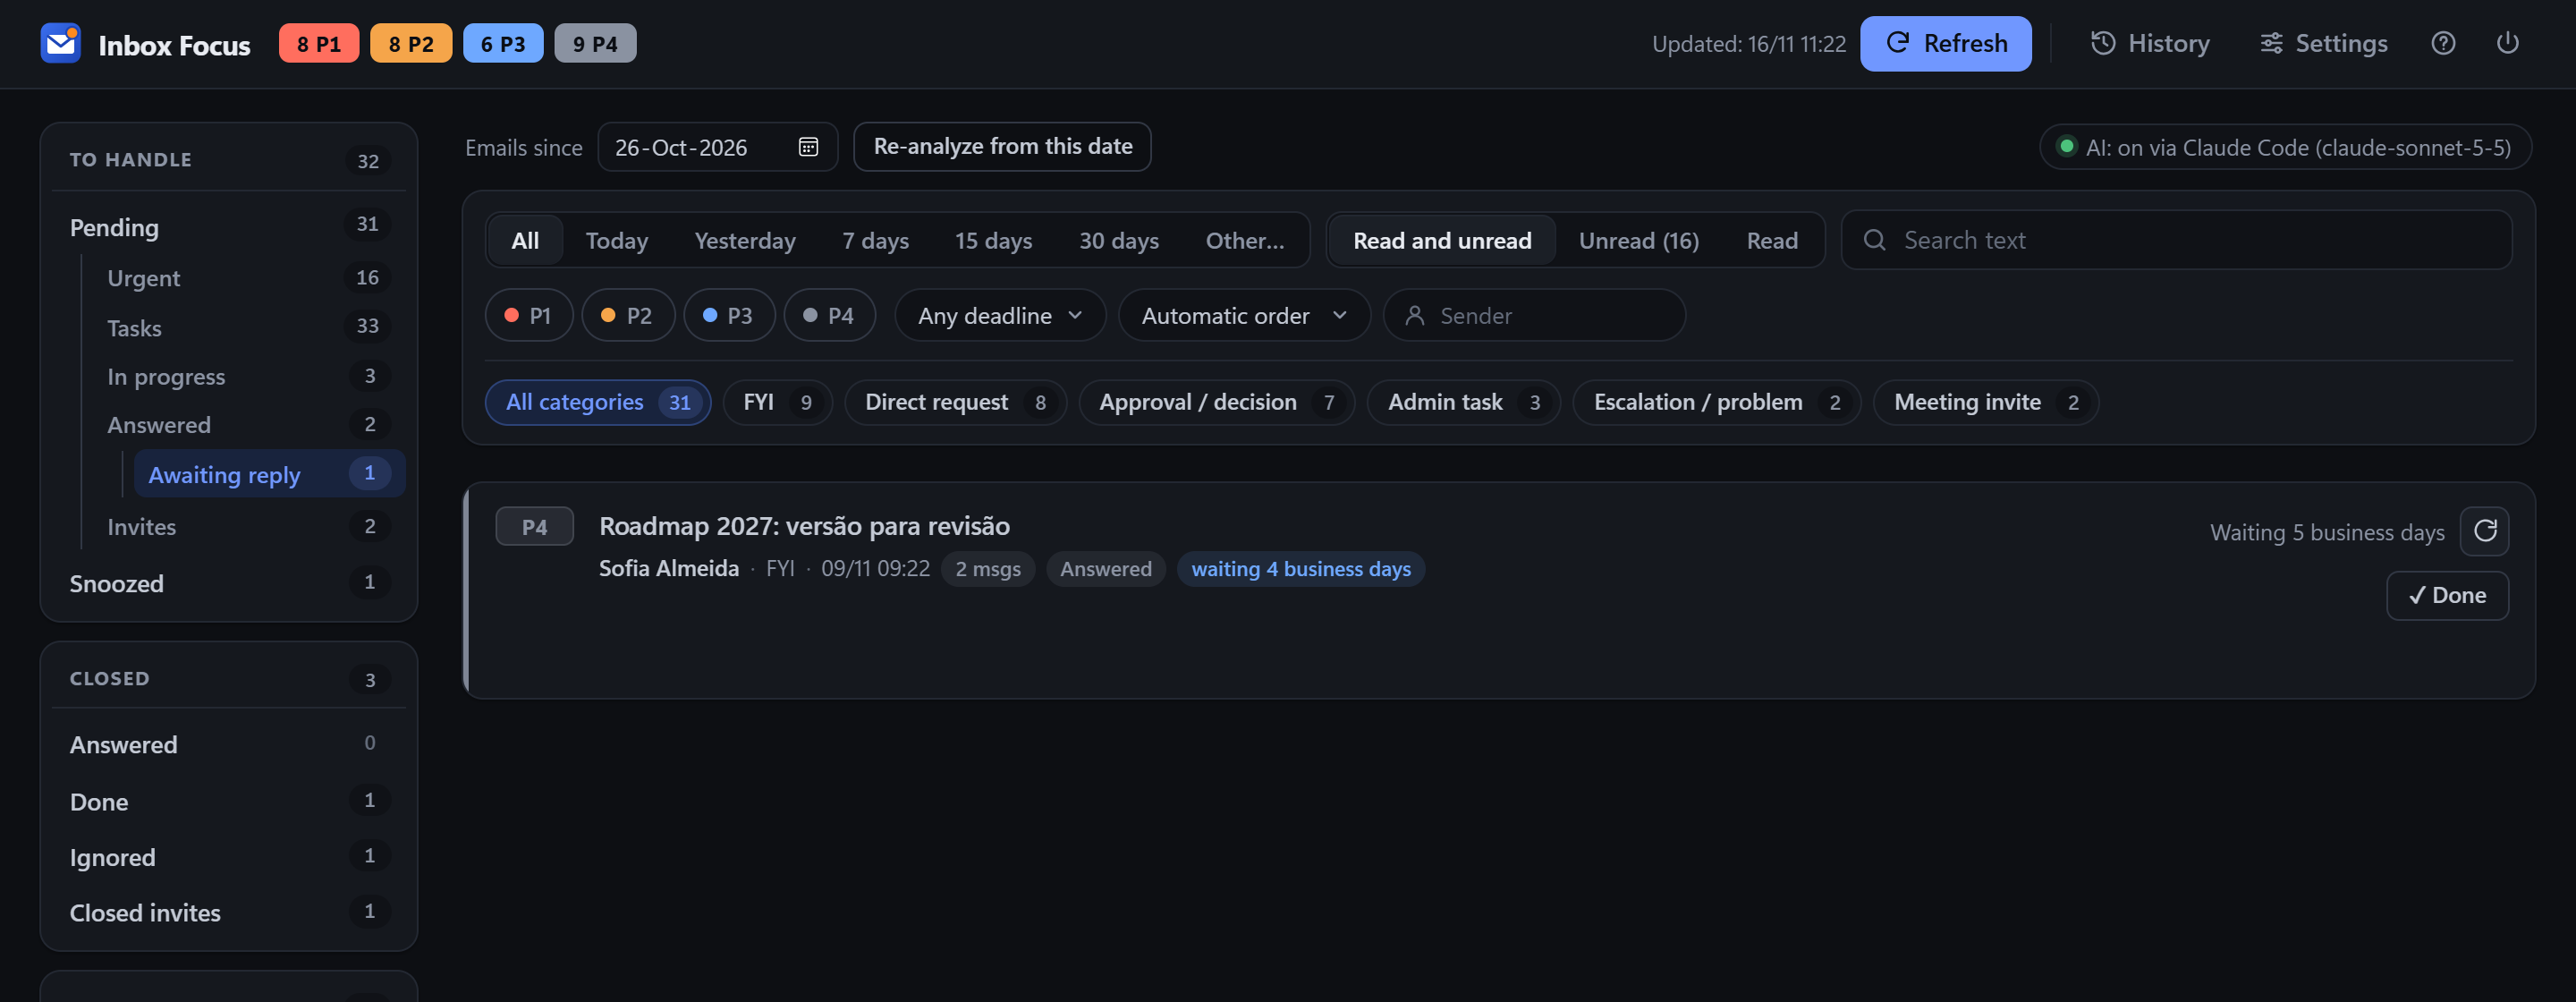 Inbox Focus 8 P1 8 P2 6 P3 9 P4 Updated: 16/11 11:22 Refresh History Settings
TO HANDLE 32
Pending 31
Urgent 16
Tasks 33
In progress 3
Answered 2
Awaiting reply 1
Invites 2
Snoozed 1
CLOSED 3
Answered 0
Done 1
Ignored 1
Closed invites 1
Emails since 26-Oct-2026 Re-analyze from this date AI: on via Claude Code (claude-sonnet-5-5)
All Today Yesterday 7 days 15 days 30 days Other... Read and unread Unread (16) Read Search text
P1 P2 P3 P4 Any deadline Automatic order Sender
All categories 31 FYI 9 Direct request 8 Approval / decision 7 Admin task 3 Escalation / problem 2 Meeting invite 2
P4 Roadmap 2027: versão para revisão Waiting 5 business days
Sofia Almeida · FYI · 09/11 09:22 2 msgs Answered waiting 4 business days
✓ Done